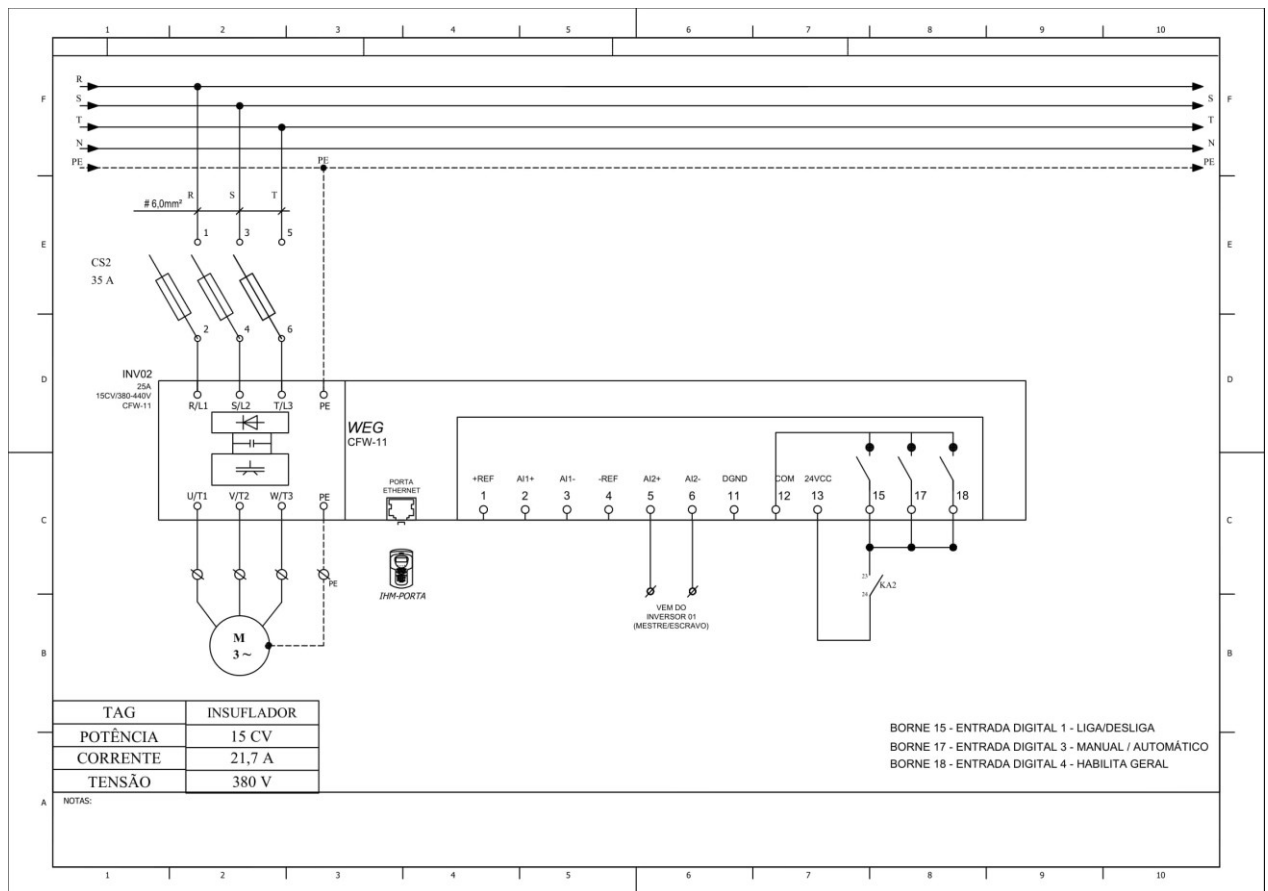 1 2 3 4 5 6 7 8 9 10
R
F S S F
T T
N N
PE PE PE
R S T
# 6,0mm²
1 3 5
E E
CS2
35 A
2 4 6
INV02
D D
25A
15CV/380-440V
CFW-11
R/L1 S/L2 T/L3 PE
WEG
CFW-11
PORTA
ETHERNET
+REF AI1+ AI1- -REF AI2+ AI2- DGND COM 24VCC
1 2 3 4 5 6 11 12 13 15 17 18
U/T1 V/T2 W/T3 PE
C C
23
KA2
24
PE
IHM-PORTA
VEM DO
INVERSOR 01
(MESTRE/ESCRAVO)
M
3 ~
B B
TAG INSUFLADOR
POTÊNCIA 15 CV
CORRENTE 21,7 A
TENSÃO 380 V
BORNE 15 - ENTRADA DIGITAL 1 - LIGA/DESLIGA
BORNE 17 - ENTRADA DIGITAL 3 - MANUAL / AUTOMÁTICO
BORNE 18 - ENTRADA DIGITAL 4 - HABILITA GERAL
A NOTAS: A
1 2 3 4 5 6 7 8 9 10